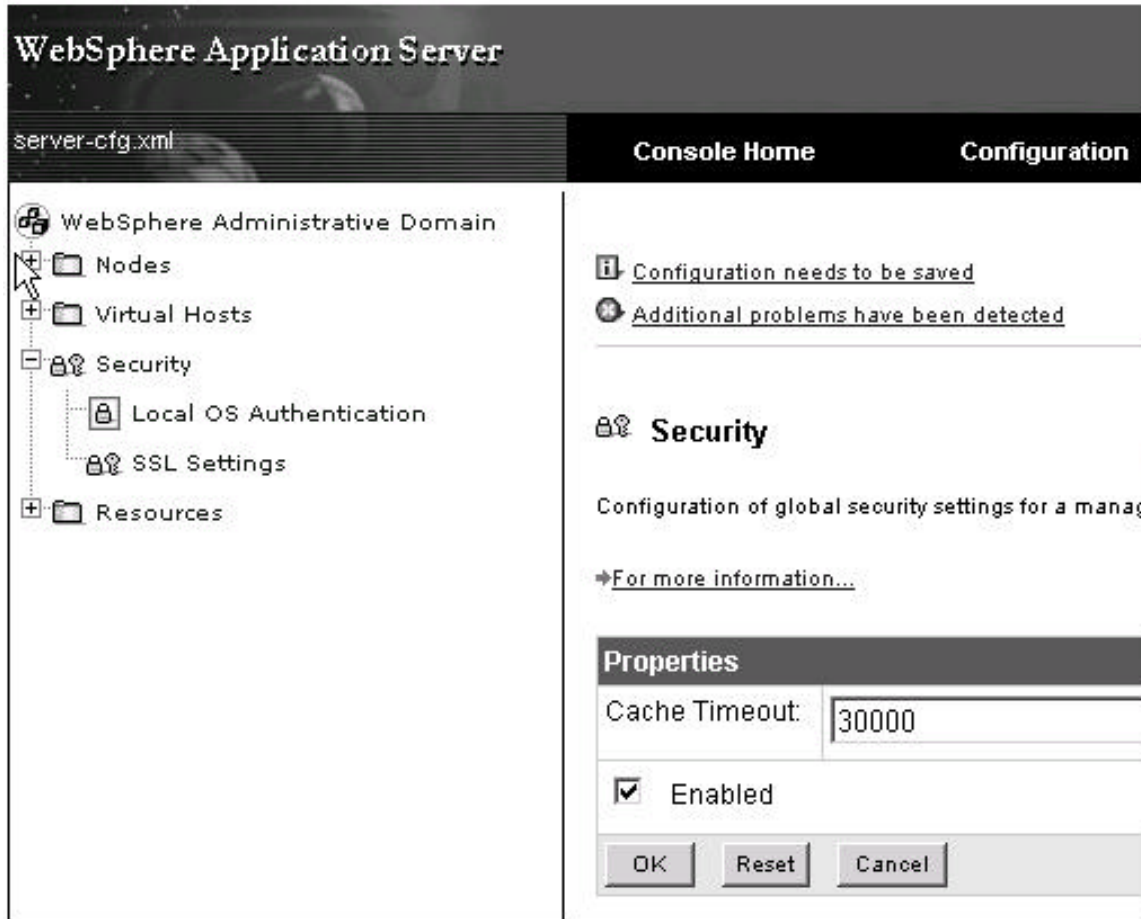 WebSphere Application Server
server-cfg.xml
Console Home
Configuration
WebSphere Administrative Domain
Nodes
Virtual Hosts
Security
Local OS Authentication
SSL Settings
Resources
Configuration needs to be saved
Additional problems have been detected
Security
Configuration of global security settings for a manag
For more information...
Properties
Cache Timeout:
30000
Enabled
OK
Reset
Cancel